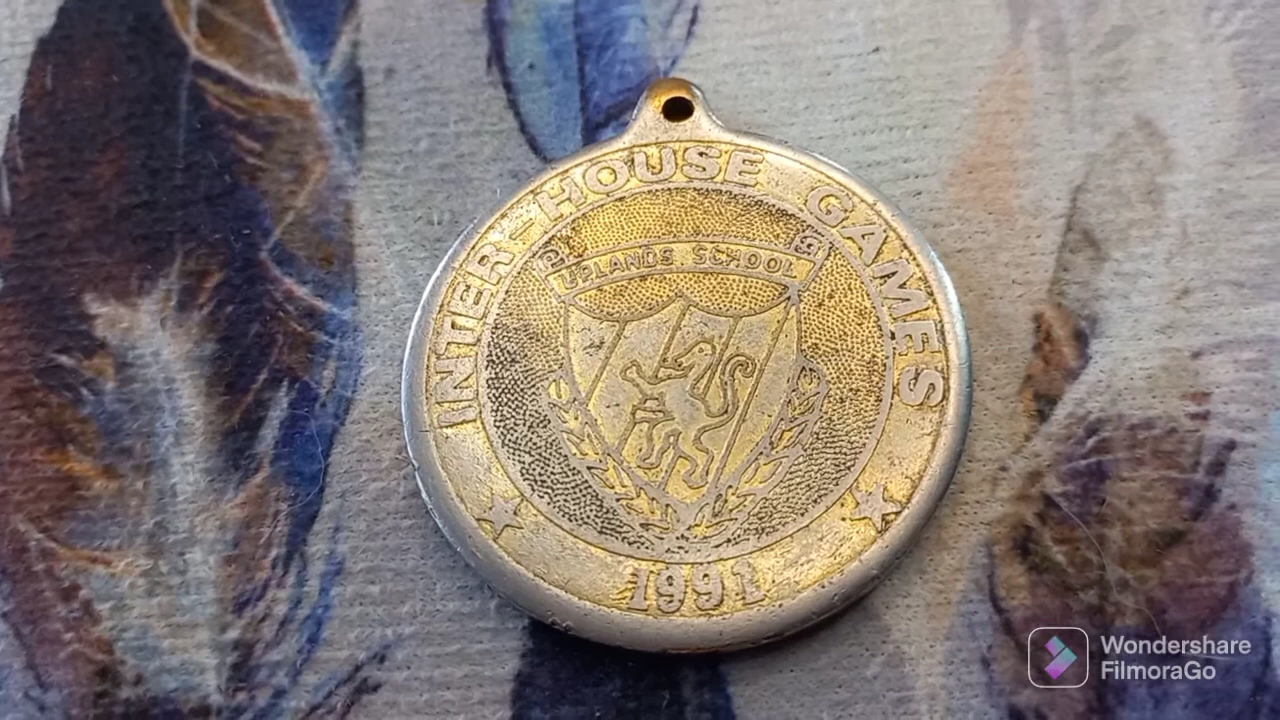 INTER-HOUSE GAMES
UPLANDS SCHOOL
1991
Wondershare
FilmoraGo